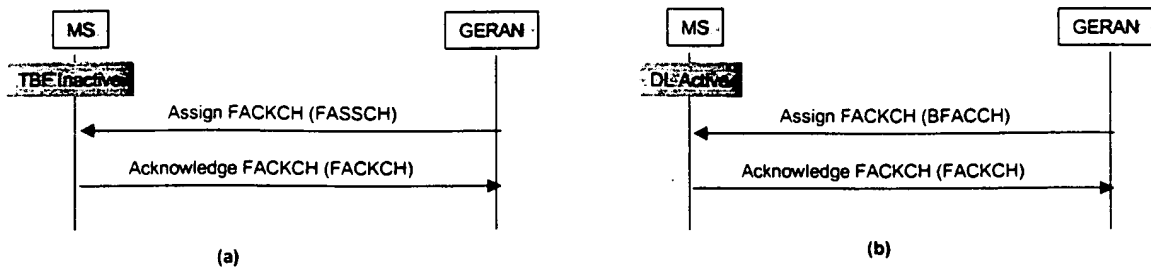 MS
GERAN
TBF Inactive
Assign FACKCH (FASSCH)
Acknowledge FACKCH (FACKCH)
(a)
MS
GERAN
DL Active
Assign FACKCH (BFACCH)
Acknowledge FACKCH (FACKCH)
(b)